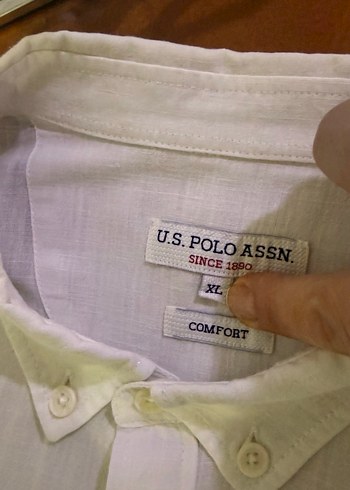 U.S. POLO ASSN.
SINCE 1890
XL
COMFORT